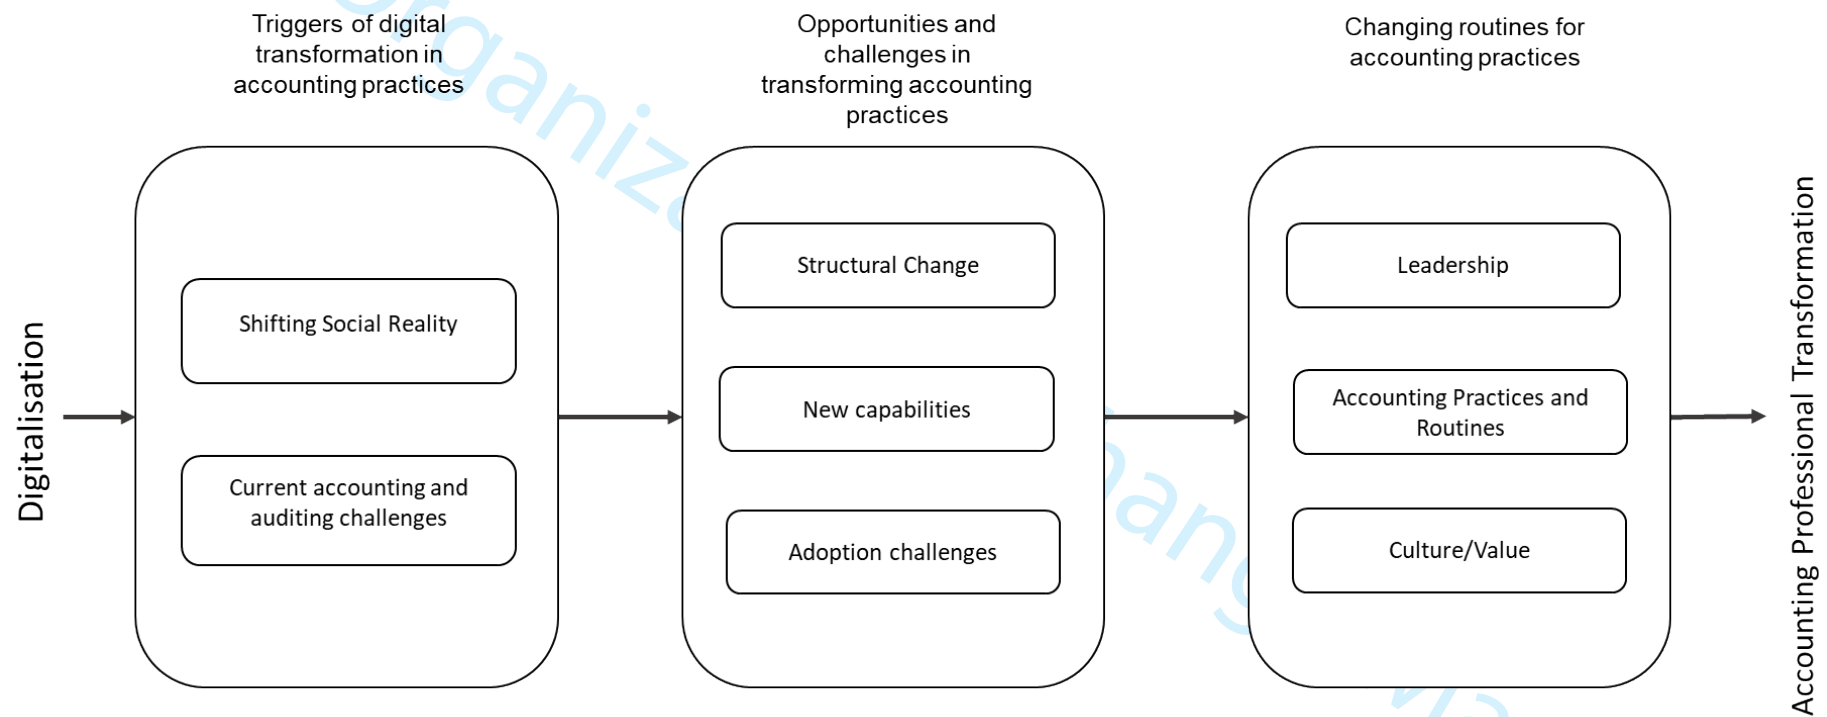 Triggers of digital
transformation in
accounting practices
Opportunities and
challenges in
transforming accounting
practices
Changing routines for
accounting practices
Digitalisation
Shifting Social Reality
Current accounting and
auditing challenges
Structural Change
New capabilities
Adoption challenges
Leadership
Accounting Practices and
Routines
Culture/Value
Accounting Professional Transformation